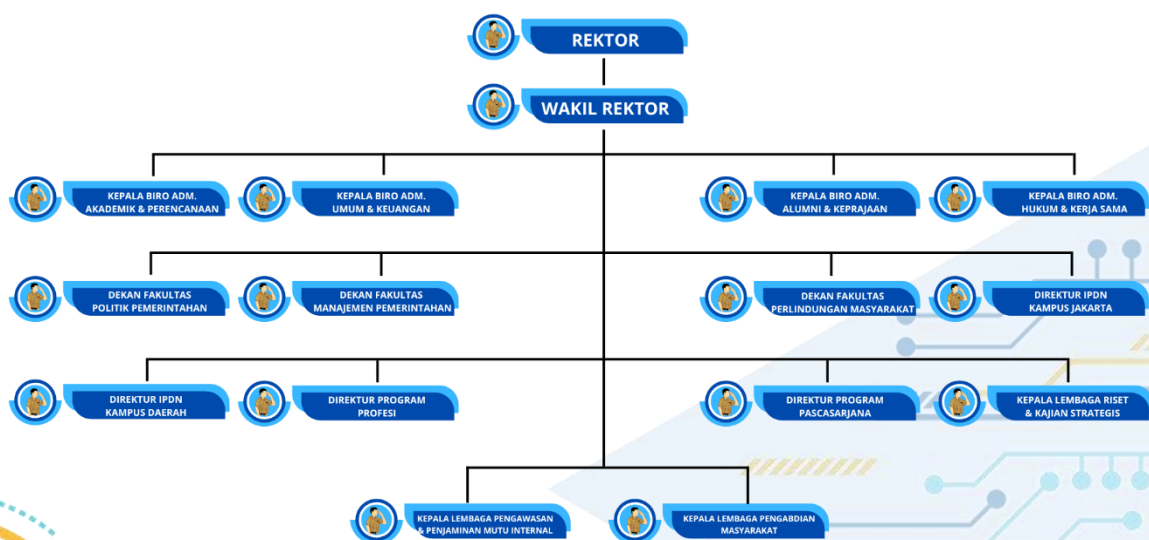 REKTOR
WAKIL REKTOR
KEPALA BIRO ADM.
AKADEMIK & PERENCANAAN
KEPALA BIRO ADM.
UMUM & KEUANGAN
KEPALA BIRO ADM.
ALUMNI & KEPRAJAAN
KEPALA BIRO ADM.
HUKUM & KERJA SAMA
DEKAN FAKULTAS
POLITIK PEMERINTAHAN
DEKAN FAKULTAS
MANAJEMEN PEMERINTAHAN
DEKAN FAKULTAS
PERLINDUNGAN MASYARAKAT
DIREKTUR IPDN
KAMPUS JAKARTA
DIREKTUR IPDN
KAMPUS DAERAH
DIREKTUR PROGRAM
PROFESI
DIREKTUR PROGRAM
PASCASARJANA
KEPALA LEMBAGA RISET
& KAJIAN STRATEGIS
KEPALA LEMBAGA PENGAWASAN
& PENJAMINAN MUTU INTERNAL
KEPALA LEMBAGA PENGABDIAN
MASYARAKAT